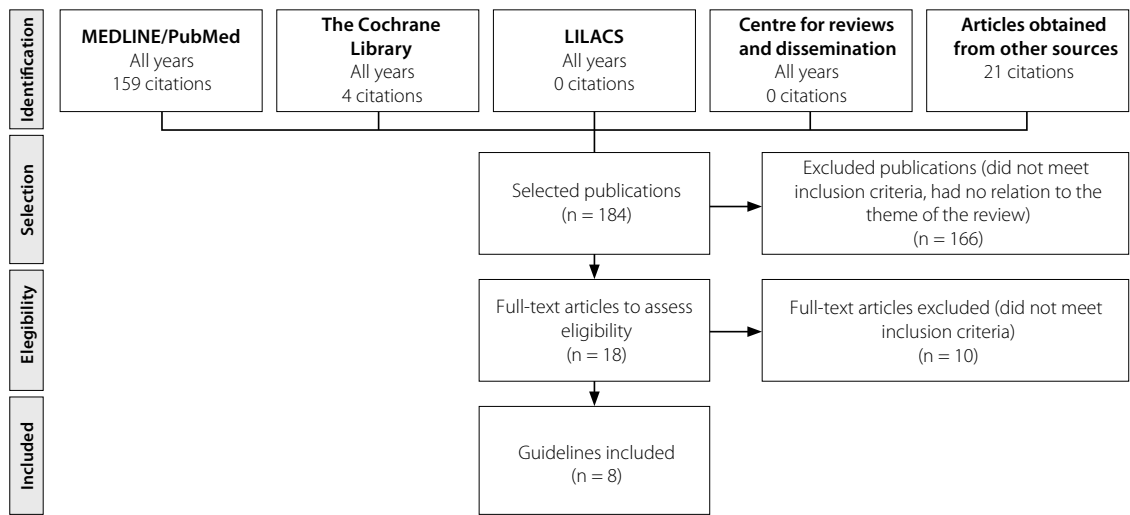 Identification
MEDLINE/PubMed
All years
159 citations
The Cochrane
Library
All years
4 citations
LILACS
All years
0 citations
Centre for reviews
and dissemination
All years
0 citations
Articles obtained
from other sources
21 citations
Selection
Selected publications
(n = 184)
Excluded publications (did not meet
inclusion criteria, had no relation to the
theme of the review)
(n = 166)
Elegibility
Full-text articles to assess
eligibility
(n = 18)
Full-text articles excluded (did not meet
inclusion criteria)
(n = 10)
Included
Guidelines included
(n = 8)